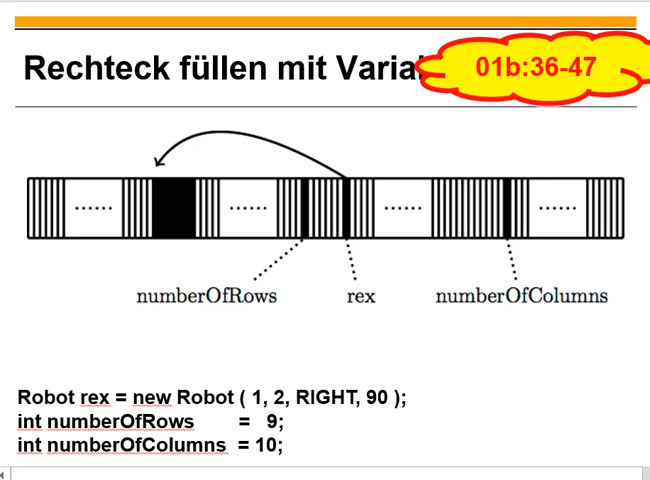 Rechteck füllen mit
01b:36-47
numberOfRows
rex
numberOfColumns
Robot rex = new Robot ( 1, 2, RIGHT, 90 );
int numberOfRows = 9;
int numberOfColumns = 10;